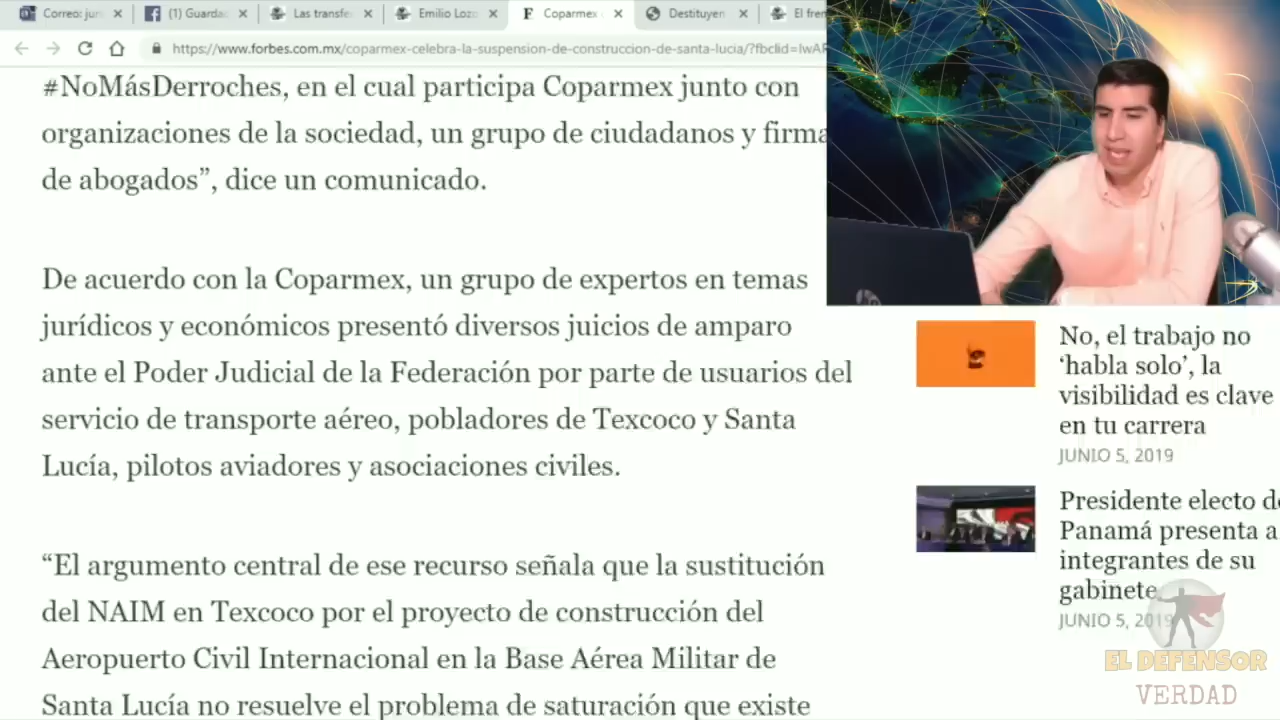 Correo: juri
(1) Guardad
Las transfe
Emilio Lozo
Coparmex
Destituyen
El fren
https://www.forbes.com.mx/coparmex-celebra-la-suspension-de-construccion-de-santa-lucia/?fbclid=IwAR
#NoMásDerroches, en el cual participa Coparmex junto con
organizaciones de la sociedad, un grupo de ciudadanos y firma
de abogados”, dice un comunicado.
De acuerdo con la Coparmex, un grupo de expertos en temas
jurídicos y económicos presentó diversos juicios de amparo
ante el Poder Judicial de la Federación por parte de usuarios del
servicio de transporte aéreo, pobladores de Texcoco y Santa
Lucía, pilotos aviadores y asociaciones civiles.
“El argumento central de ese recurso señala que la sustitución
del NAIM en Texcoco por el proyecto de construcción del
Aeropuerto Civil Internacional en la Base Aérea Militar de
Santa Lucía no resuelve el problema de saturación que existe
No, el trabajo no
‘habla solo’, la
visibilidad es clave
en tu carrera
JUNIO 5, 2019
Presidente electo de
Panamá presenta a
integrantes de su
gabinete
JUNIO 5, 2019
EL DEFENSOR
VERDAD